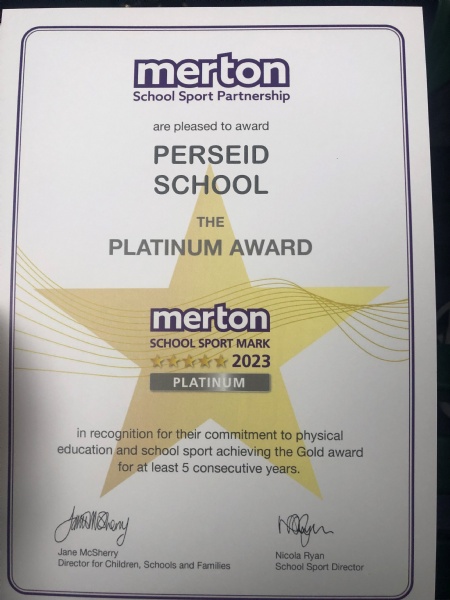 merton
School Sport Partnership
are pleased to award
PERSEID
SCHOOL
THE
PLATINUM AWARD
merton
SCHOOL SPORT MARK
2023
PLATINUM
in recognition for their commitment to physical
education and school sport achieving the Gold award
for at least 5 consecutive years.
Jane McSherry
Jane McSherry
Director for Children, Schools and Families
Nicola Ryan
School Sport Director